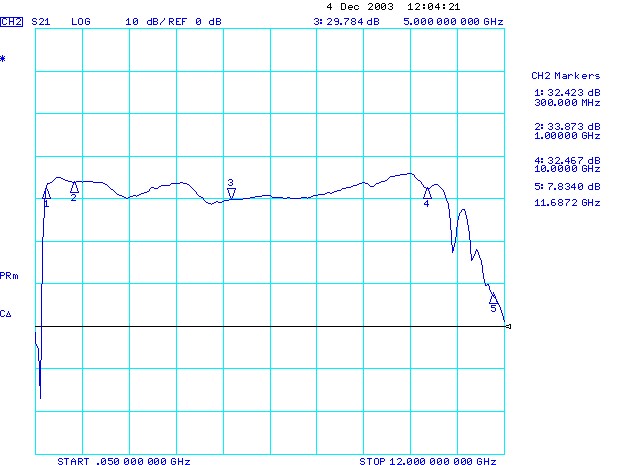 4 Dec 2003 12:04:21
CH2 S21 LOG 10 dB/REF 0 dB 3: 29.784 dB 5.000 000 000 GHz
*
CH2 Markers
1: 32.423 dB
300.000 MHz
2: 33.873 dB
1.00000 GHz
4: 32.467 dB
10.0000 GHz
5: 7.8340 dB
11.6872 GHz
3
1 2 4
PRm
C∆
5
START .050 000 000 GHz STOP 12.000 000 000 GHz